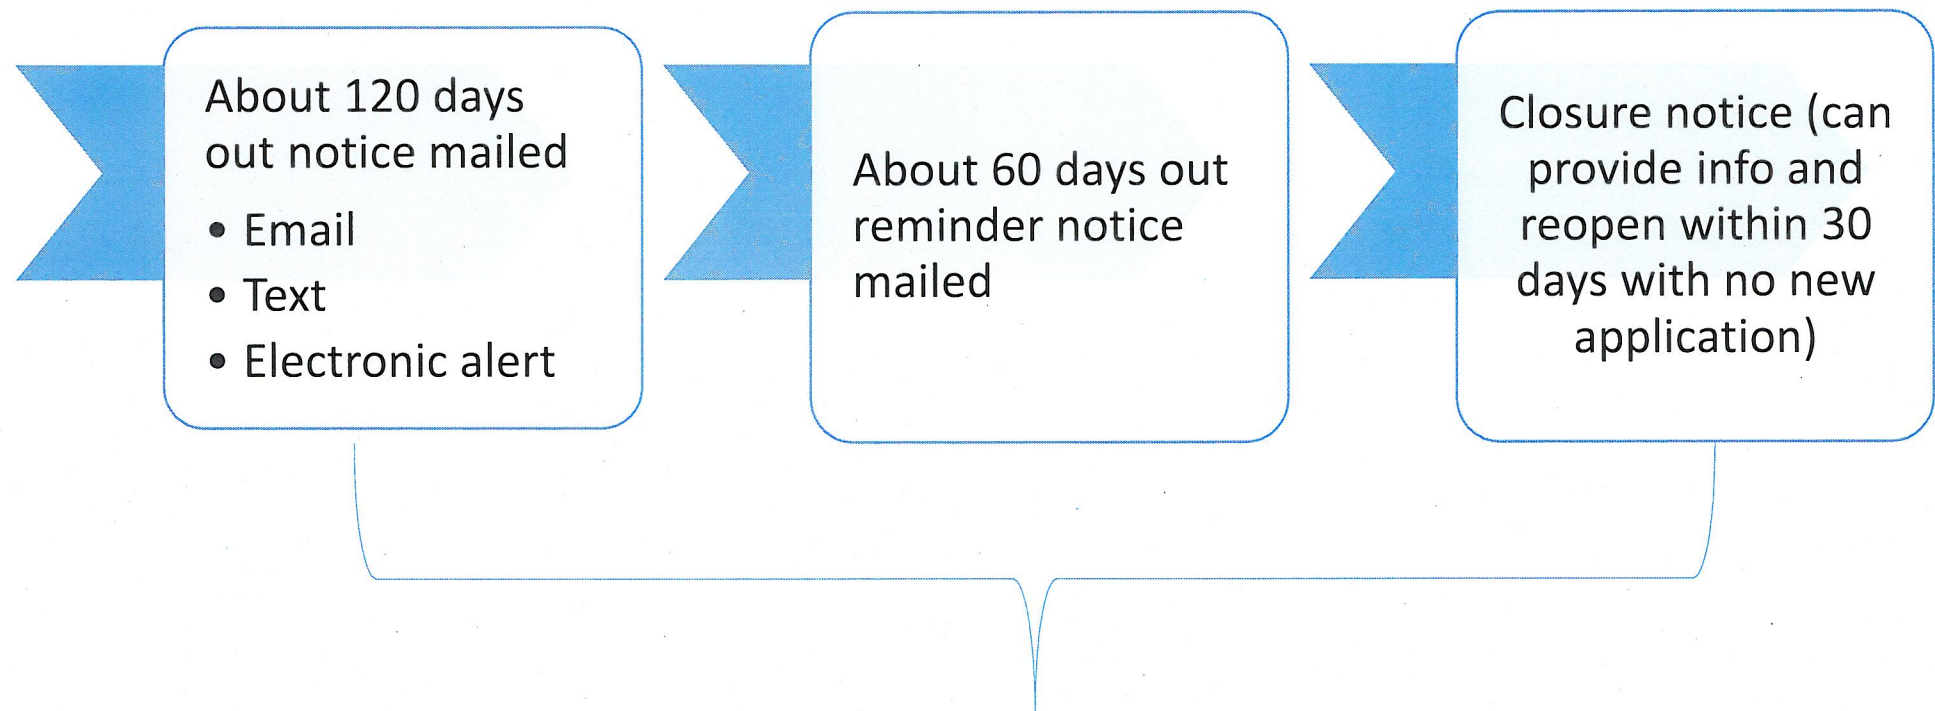 About 120 days
out notice mailed
• Email
• Text
• Electronic alert
About 60 days out
reminder notice
mailed
Closure notice (can
provide info and
reopen within 30
days with no new
application)